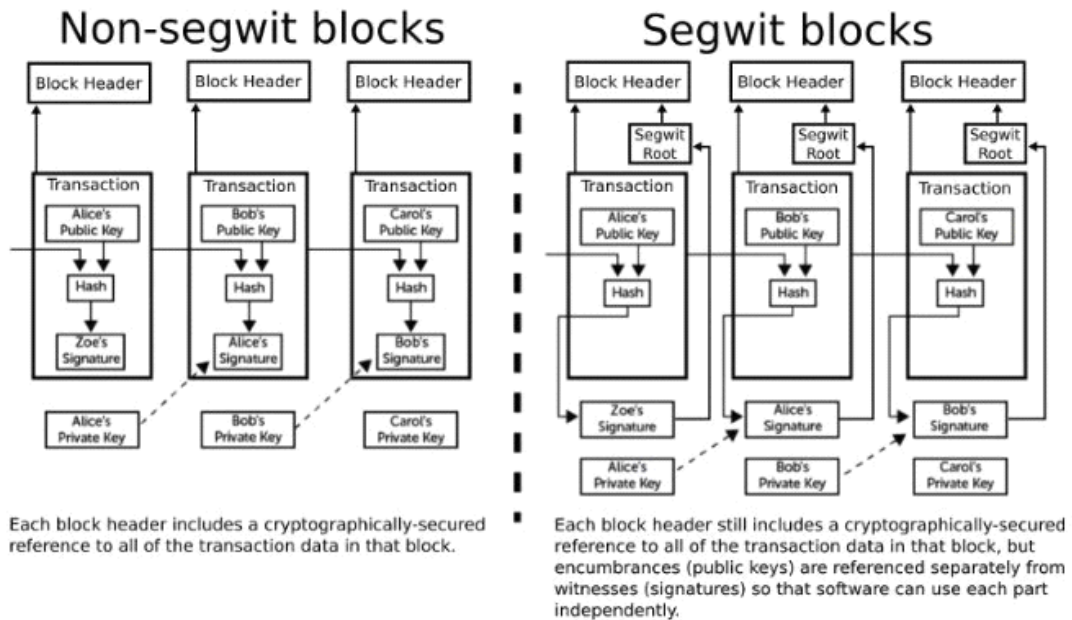 Non-segwit blocks
Block Header
Block Header
Block Header
Transaction
Transaction
Transaction
Alice's
Public Key
Bob's
Public Key
Carol's
Public Key
Hash
Hash
Hash
Zoe's
Signature
Alice's
Signature
Bob's
Signature
Alice's
Private Key
Bob's
Private Key
Carol's
Private Key
Each block header includes a cryptographically-secured
reference to all of the transaction data in that block.
Segwit blocks
Block Header
Block Header
Block Header
Segwit
Root
Segwit
Root
Segwit
Root
Transaction
Transaction
Transaction
Alice's
Public Key
Bob's
Public Key
Carol's
Public Key
Hash
Hash
Hash
Zoe's
Signature
Alice's
Signature
Bob's
Signature
Alice's
Private Key
Bob's
Private Key
Carol's
Private Key
Each block header still includes a cryptographically-secured
reference to all of the transaction data in that block, but
encumbrances (public keys) are referenced separately from
witnesses (signatures) so that software can use each part
independently.